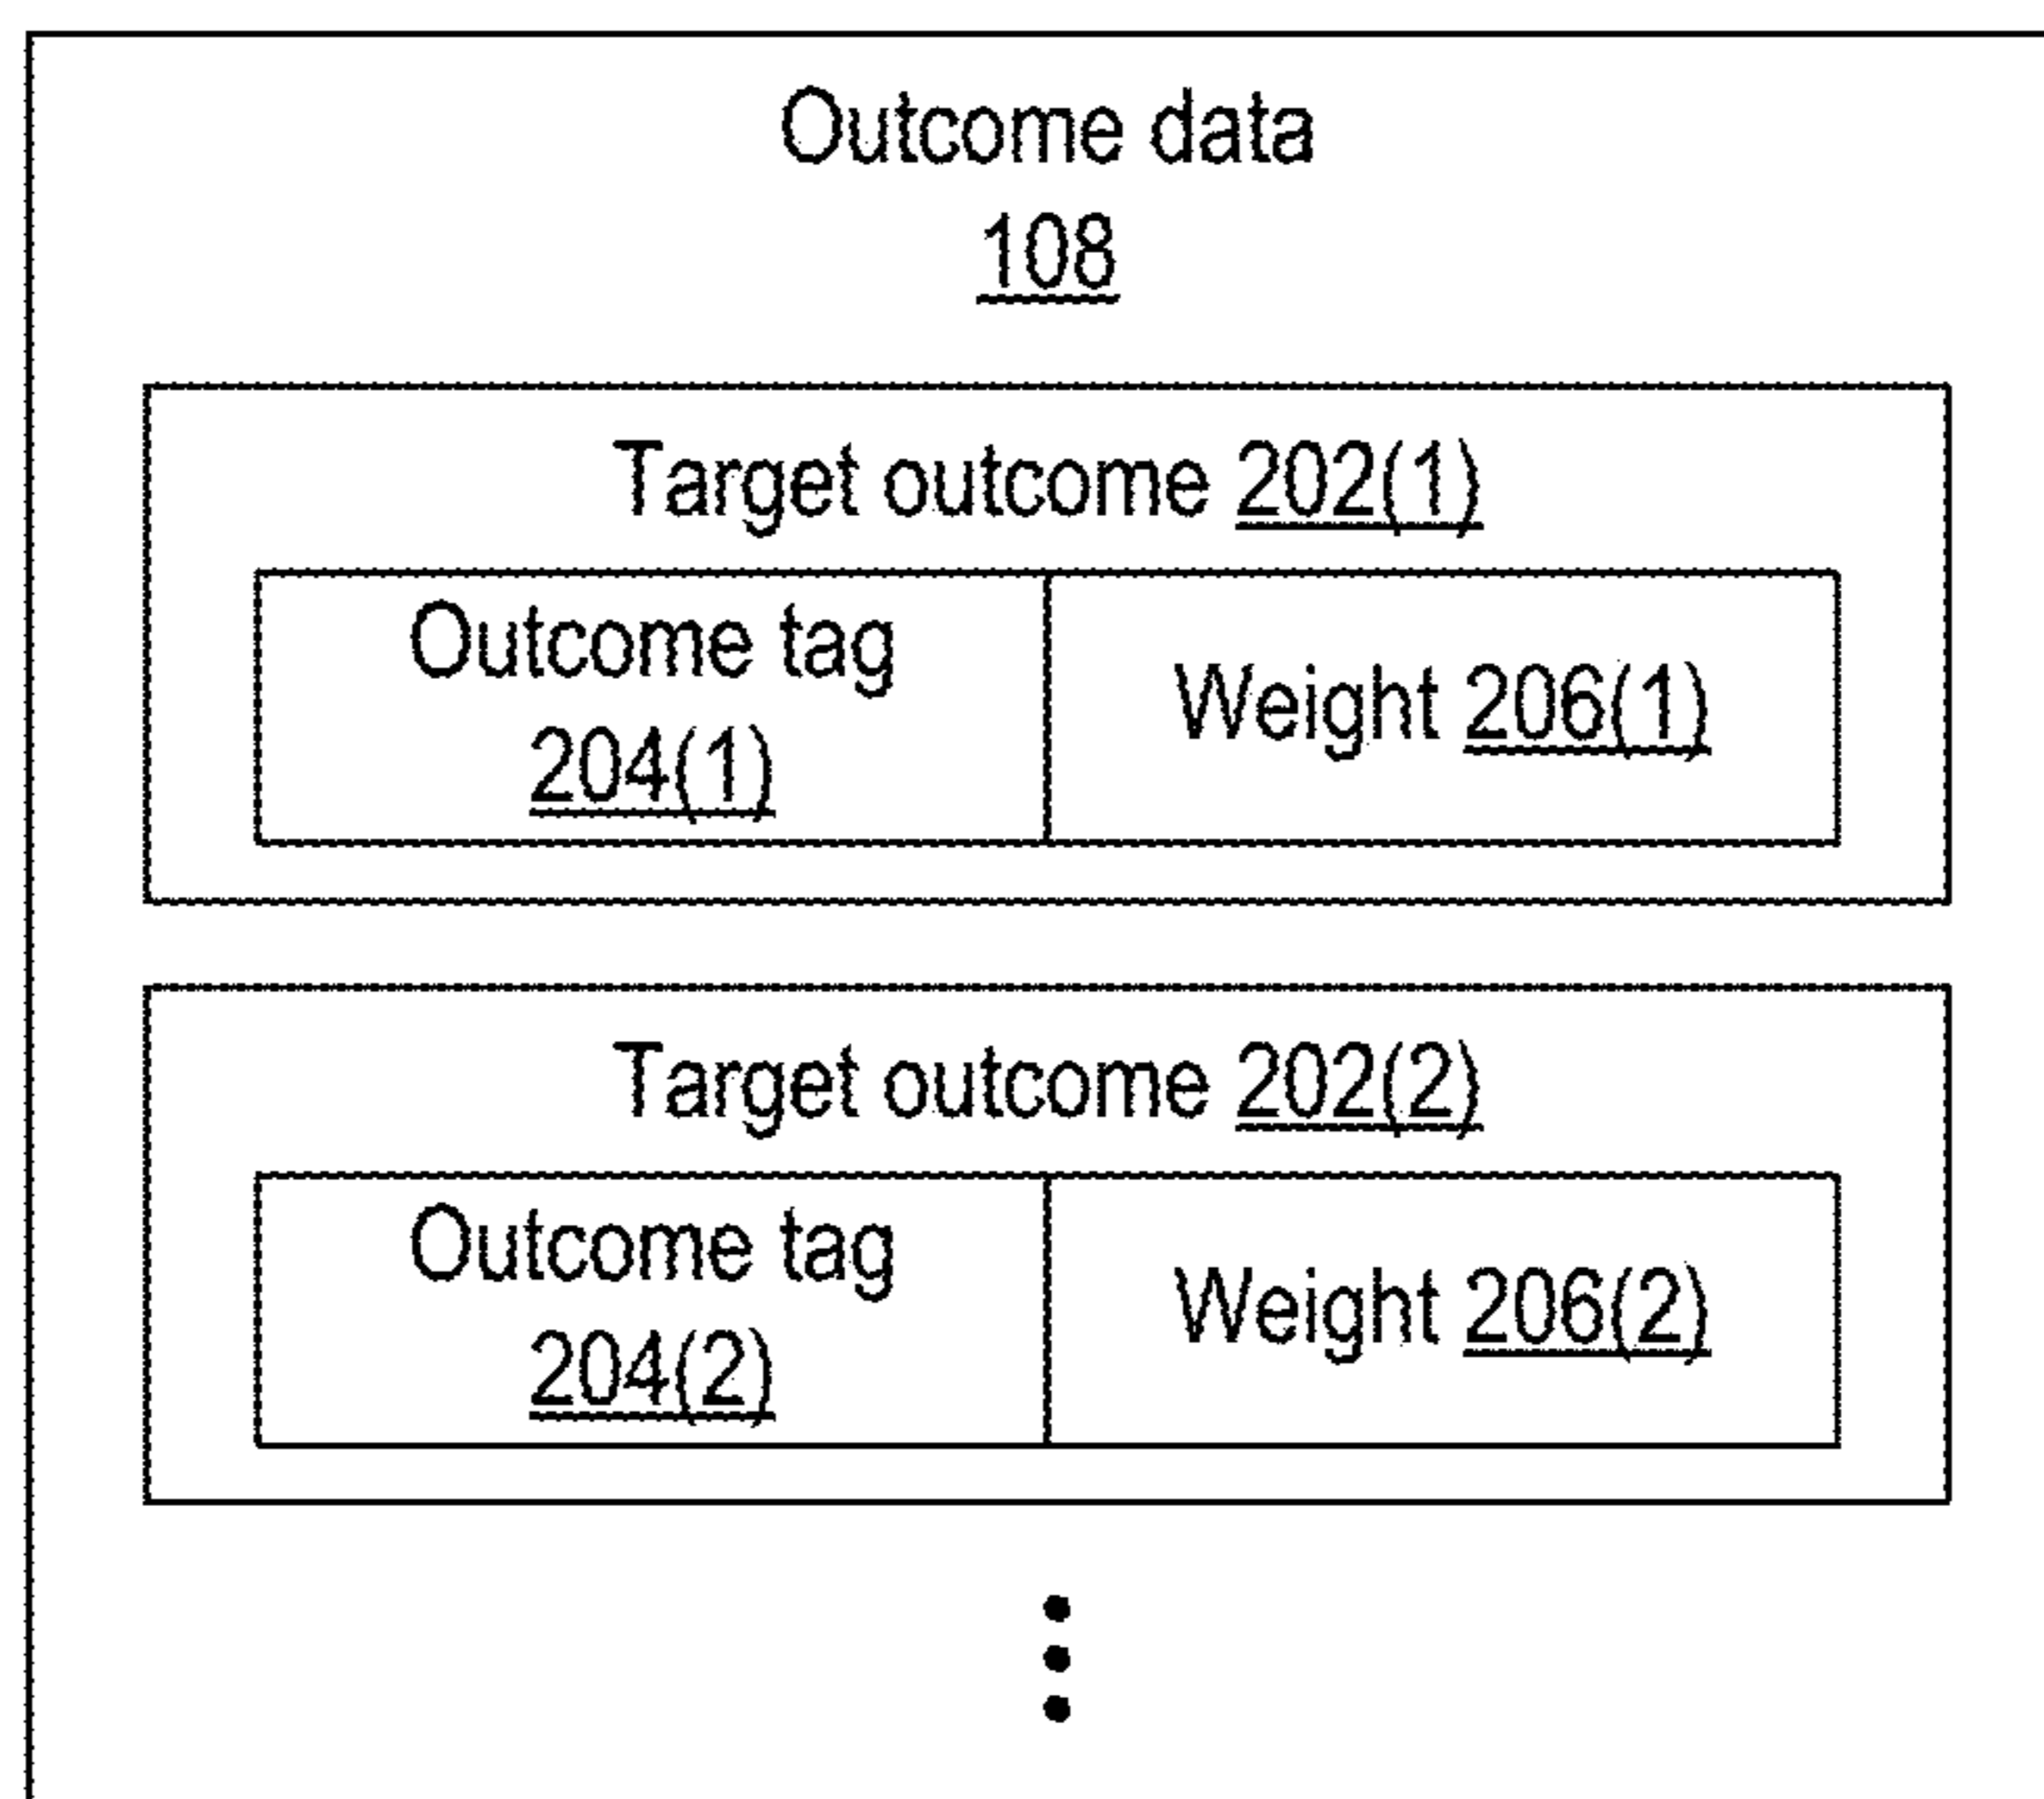 Outcome data
108
Target outcome 202(1)
Outcome tag
204(1)
Weight 206(1)
Target outcome 202(2)
Outcome tag
204(2)
Weight 206(2)